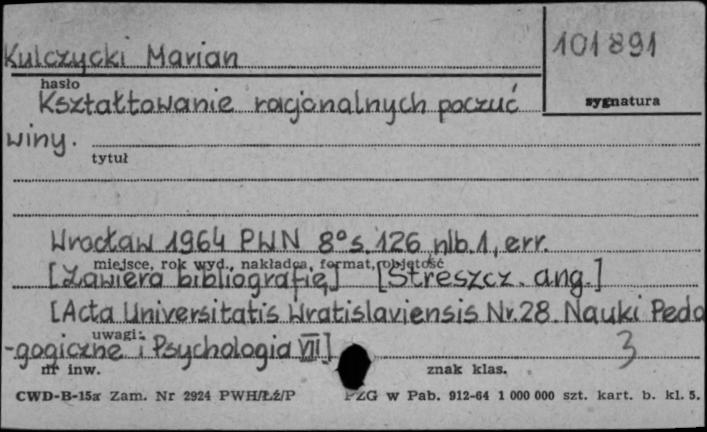 Kulczycki Marian
101891
hasło
sygnatura
Kształtowanie racjonalnych poczuć
winy.
tytuł
Wrocław 1964 PWN 8° s. 126 nlb. 1, err.
miejsce, rok wyd., nakładca, format, objętość
[Zawiera bibliografię] [Streszcz. ang.]
[Acta Universitatis Wratislaviensis Nr. 28. Nauki Peda
uwagi:
-gogiczne i Psychologia VII]
3
nr inw.
znak klas.
CWD-B-15a Zam. Nr 2924 PWH/Łź/P PZG w Pab. 912-64 1 000 000 szt. kart. b. kl. 5.